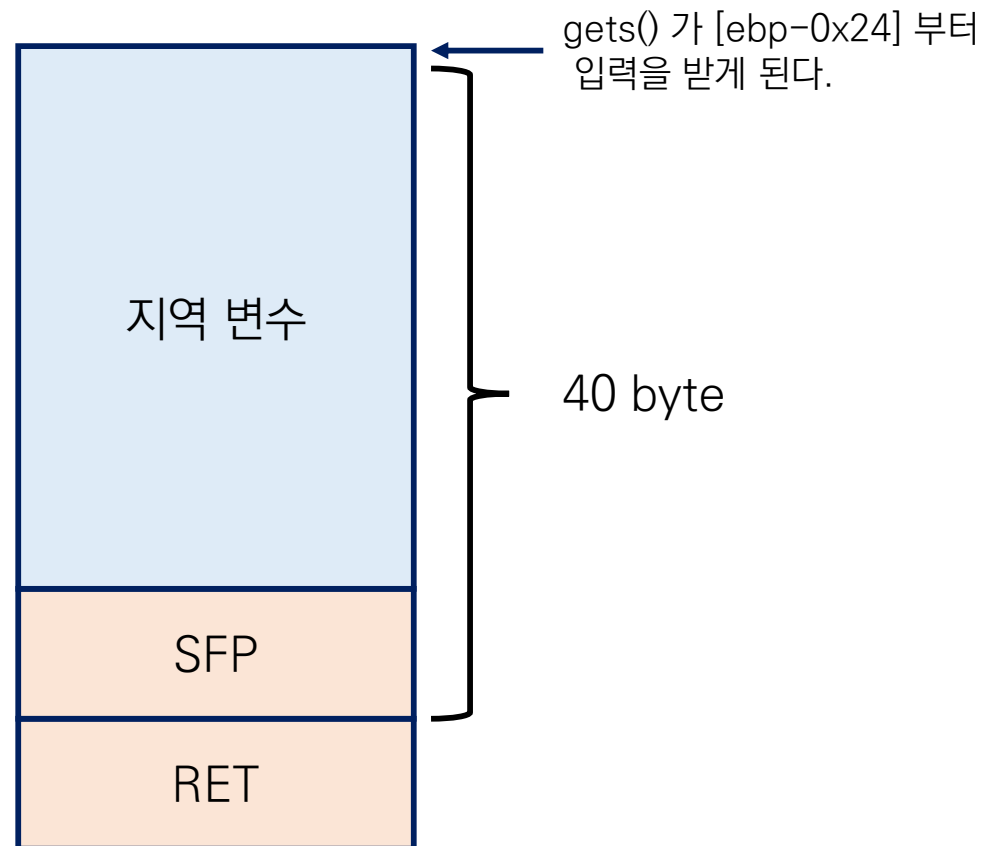 gets() 가 [ebp-0x24] 부터
입력을 받게 된다.
지역 변수
40 byte
SFP
RET